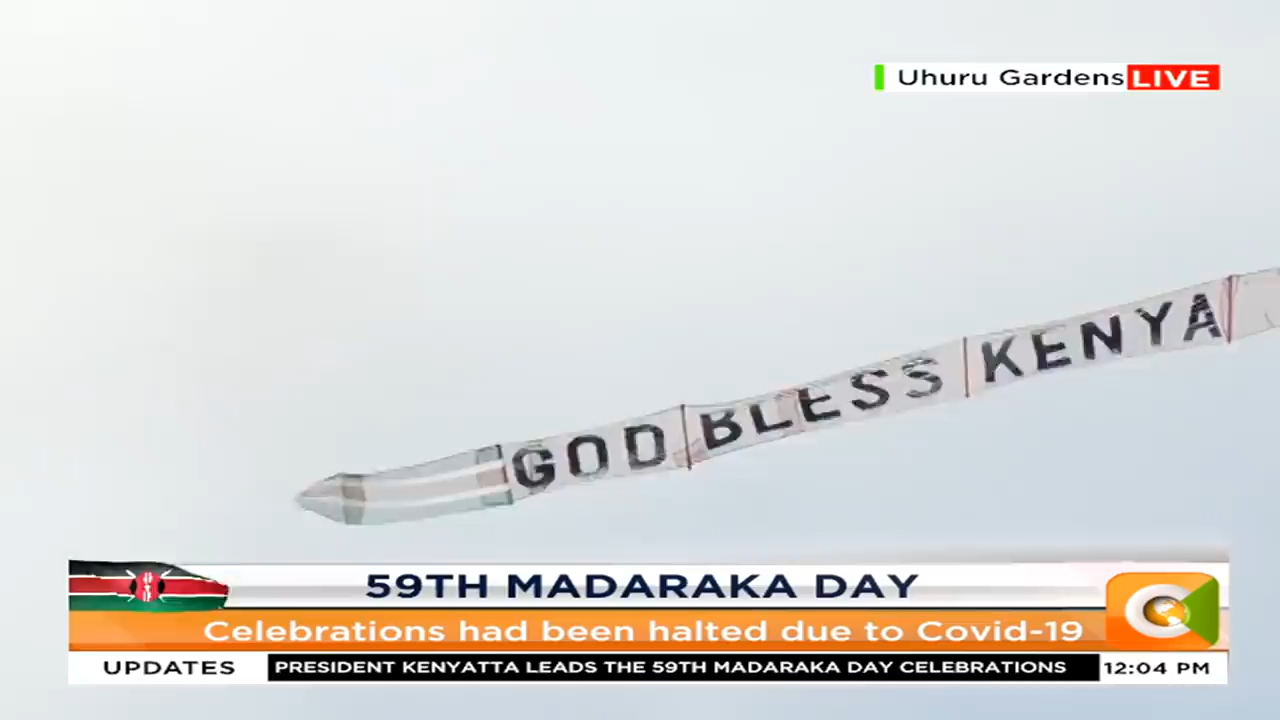 Uhuru Gardens LIVE
GOD BLESS KENYA
59TH MADARAKA DAY
Celebrations had been halted due to Covid-19
UPDATES PRESIDENT KENYATTA LEADS THE 59TH MADARAKA DAY CELEBRATIONS 12:04 PM